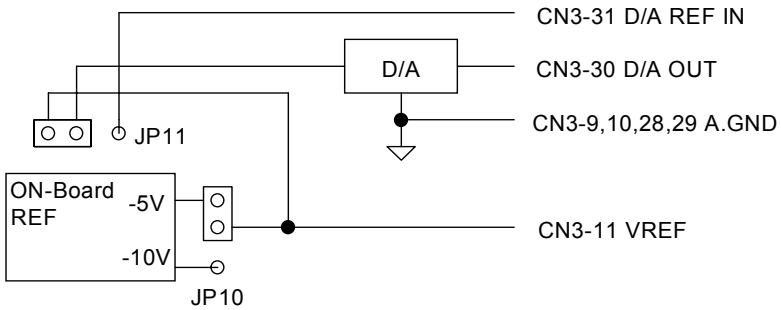 CN3-31 D/A REF IN
D/A
CN3-30 D/A OUT
CN3-9,10,28,29 A.GND
JP11
ON-Board
REF
-5V
-10V
CN3-11 VREF
JP10